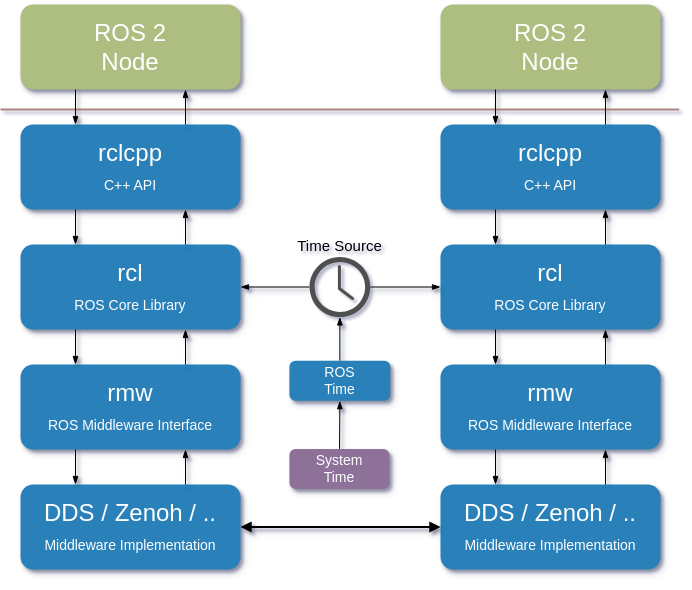 ROS 2
Node
ROS 2
Node
rclcpp
C++ API
rclcpp
C++ API
Time Source
rcl
ROS Core Library
rcl
ROS Core Library
ROS
Time
rmw
ROS Middleware Interface
rmw
ROS Middleware Interface
System
Time
DDS / Zenoh / ..
Middleware Implementation
DDS / Zenoh / ..
Middleware Implementation